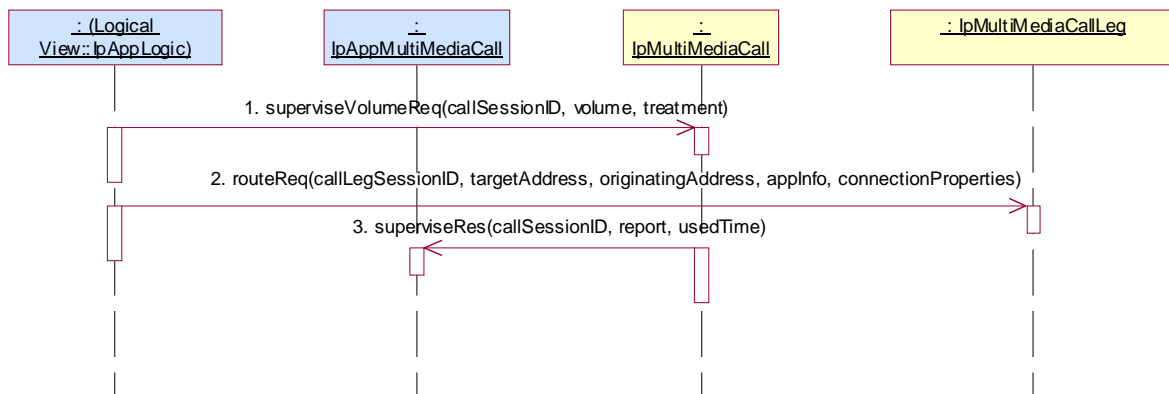 : (Logical
View::IpAppLogic)
:
IpAppMultiMediaCall
:
IpMultiMediaCall
: IpMultiMediaCallLeg
1. superviseVolumeReq(callSessionID, volume, treatment)
2. routeReq(callLegSessionID, targetAddress, originatingAddress, appInfo, connectionProperties)
3. superviseRes(callSessionID, report, usedTime)